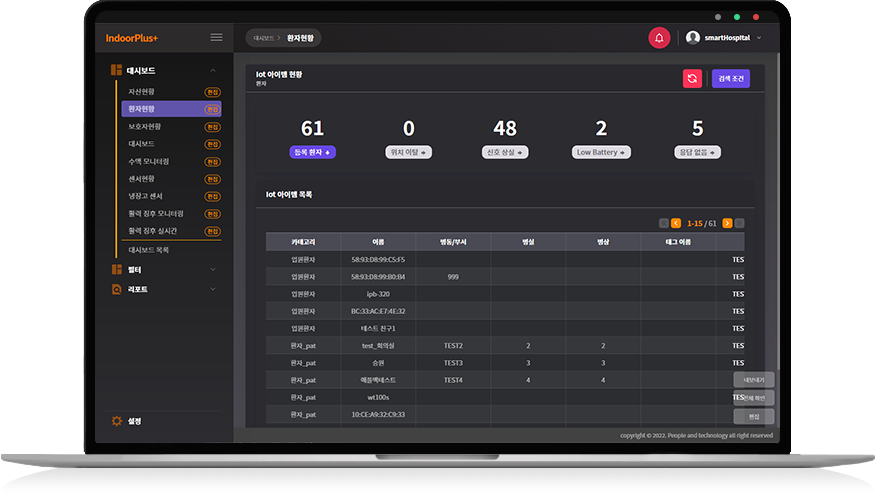 IndoorPlus+
대시보드 > 환자현황
smartHospital
대시보드
자산현황 편집
환자현황 편집
보호자현황 편집
대시보드 편집
수액 모니터링 편집
센서현황 편집
냉장고 센서 편집
활력 징후 모니터링 편집
활력 징후 실시간 편집
대시보드 목록
필터
리포트
설정
Iot 아이템 현황
환자
검색 조건
61 0 48 2 5
등록 환자 위치 이탈 신호 상실 Low Battery 응답 없음
Iot 아이템 목록
1-15 / 61
카테고리 이름 병동/부서 병실 병상 태그 이름
입원환자 58:93:D8:99:C5:F5 TES
입원환자 58:93:D8:99:B0:B4 999 TES
입원환자 ipb-320 TES
입원환자 BC:33:AC:E7:4E:32 TES
입원환자 테스트 친구1 TES
환자_pat test_회의실 TEST2 2 2 TES
환자_pat 승원 TEST3 3 3 TES
환자_pat 애플백테스트 TEST4 4 4
환자_pat wt100s TES
환자_pat 10:CE:A9:32:C9:33
내보내기
전체 확인
편집
copyright © 2022. People and technology all right reserved